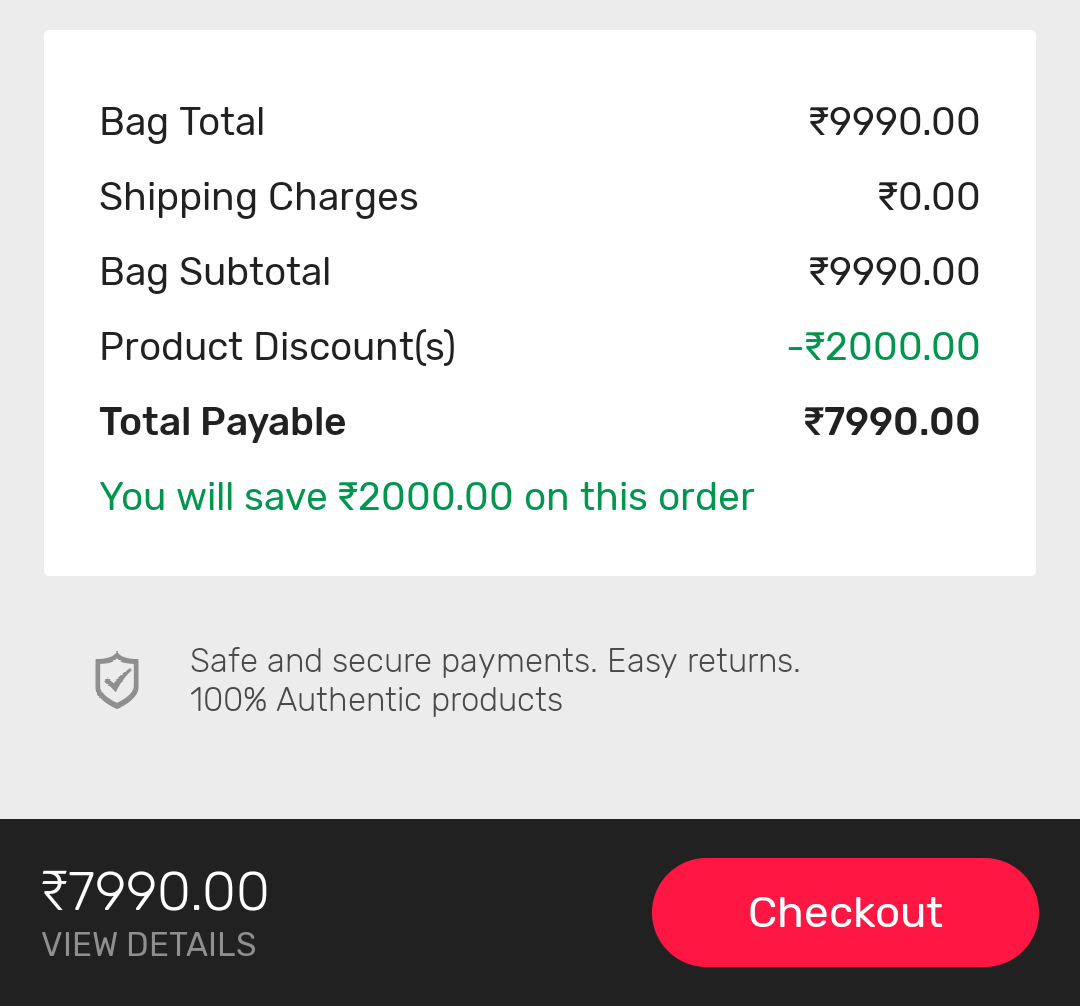 Bag Total ₹9990.00
Shipping Charges ₹0.00
Bag Subtotal ₹9990.00
Product Discount(s) -₹2000.00
Total Payable ₹7990.00
You will save ₹2000.00 on this order
Safe and secure payments. Easy returns.
100% Authentic products
₹7990.00
VIEW DETAILS
Checkout